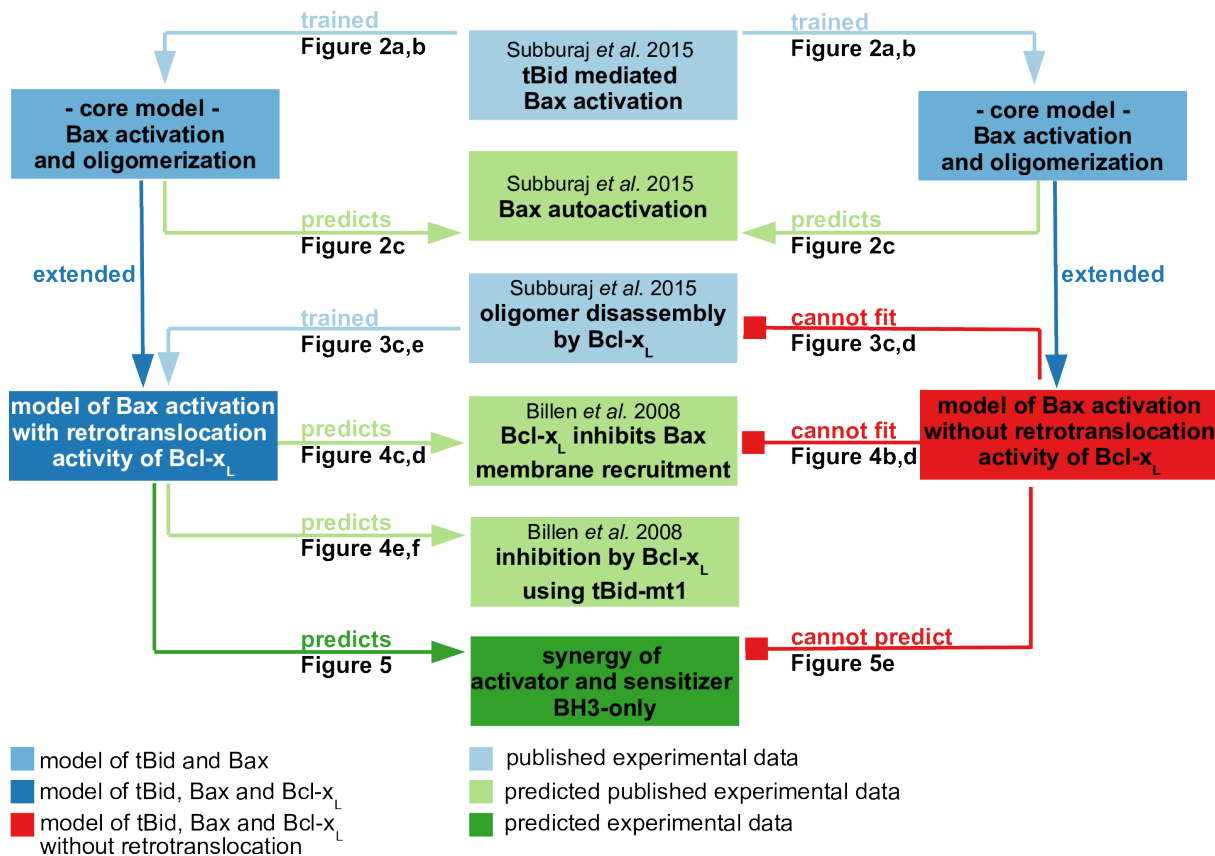 trained
Figure 2a,b
Subburaj et al. 2015
tBid mediated
Bax activation
trained
Figure 2a,b
- core model -
Bax activation
and oligomerization
- core model -
Bax activation
and oligomerization
Subburaj et al. 2015
Bax autoactivation
predicts
Figure 2c
predicts
Figure 2c
extended
extended
Subburaj et al. 2015
oligomer disassembly
by Bcl-xL
trained
Figure 3c,e
cannot fit
Figure 3c,d
model of Bax activation
with retrotranslocation
activity of Bcl-xL
predicts
Figure 4c,d
Billen et al. 2008
Bcl-xL inhibits Bax
membrane recruitment
cannot fit
Figure 4b,d
model of Bax activation
without retrotranslocation
activity of Bcl-xL
predicts
Figure 4e,f
Billen et al. 2008
inhibition by Bcl-xL
using tBid-mt1
predicts
Figure 5
synergy of
activator and sensitizer
BH3-only
cannot predict
Figure 5e
model of tBid and Bax
model of tBid, Bax and Bcl-xL
model of tBid, Bax and Bcl-xL
without retrotranslocation
published experimental data
predicted published experimental data
predicted experimental data